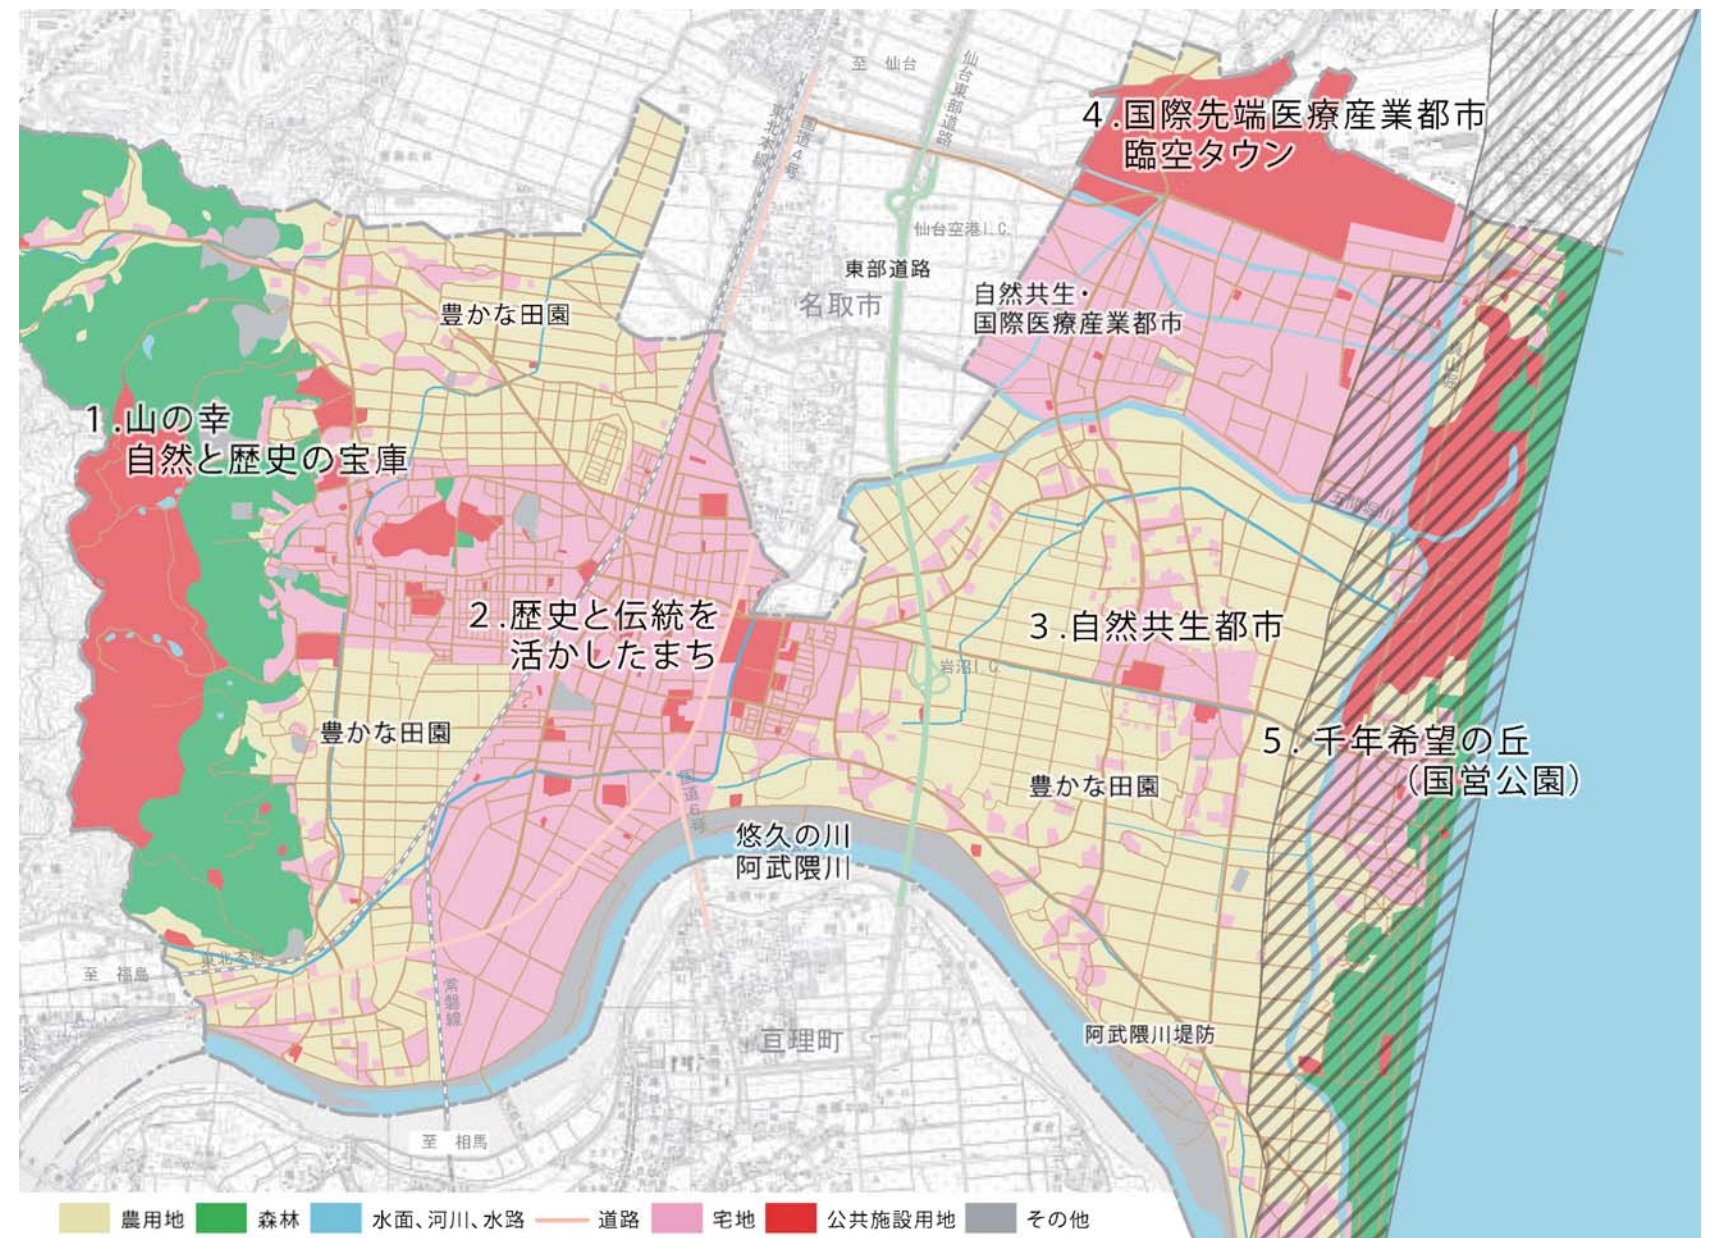 至 仙台
仙台東部道路
4.国際先端医療産業都市
臨空タウン
東北本線
国道4号
仙台空港I.C.
東部道路
名取市
自然共生・
国際医療産業都市
豊かな田園
1.山の幸
自然と歴史の宝庫
五間堀川
2.歴史と伝統を
活かしたまち
3.自然共生都市
岩沼I.C.
豊かな田園
5.千年希望の丘
(国営公園)
豊かな田園
国道6号
悠久の川
阿武隈川
東北本線
至 福島
常磐線
亘理町
阿武隈川堤防
至 相馬
農用地
森林
水面、河川、水路
道路
宅地
公共施設用地
その他